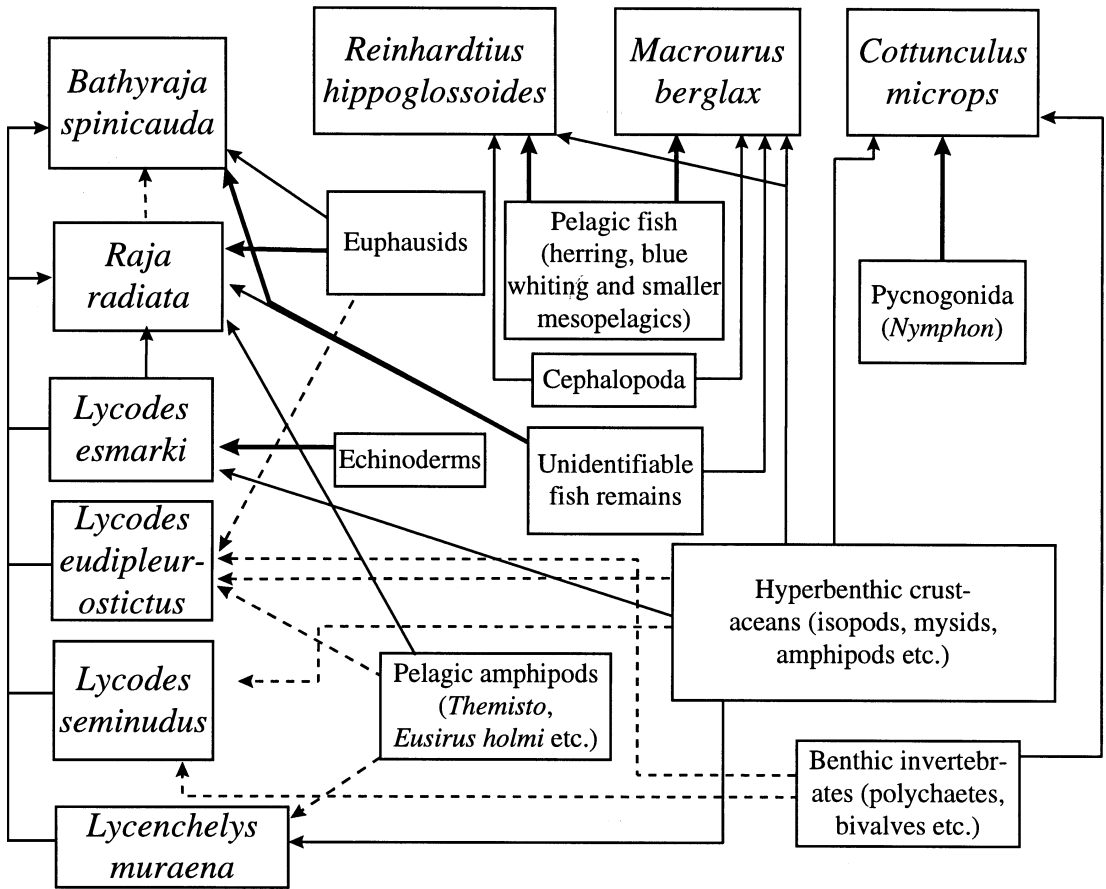 Bathyraja
spinicauda
Reinhardtius
hippoglossoides
Macrourus
berglax
Cottunculus
microps
Raja
radiata
Euphausids
Pelagic fish
(herring, blue
whiting and smaller
mesopelagics)
Pycnogonida
(Nymphon)
Cephalopoda
Lycodes
esmarki
Echinoderms
Unidentifiable
fish remains
Lycodes
eudipleur-
ostictus
Hyperbenthic crust-
aceans (isopods, mysids,
amphipods etc.)
Lycodes
seminudus
Pelagic amphipods
(Themisto,
Eusirus holmi etc.)
Benthic invertebr-
ates (polychaetes,
bivalves etc.)
Lycenchelys
muraena